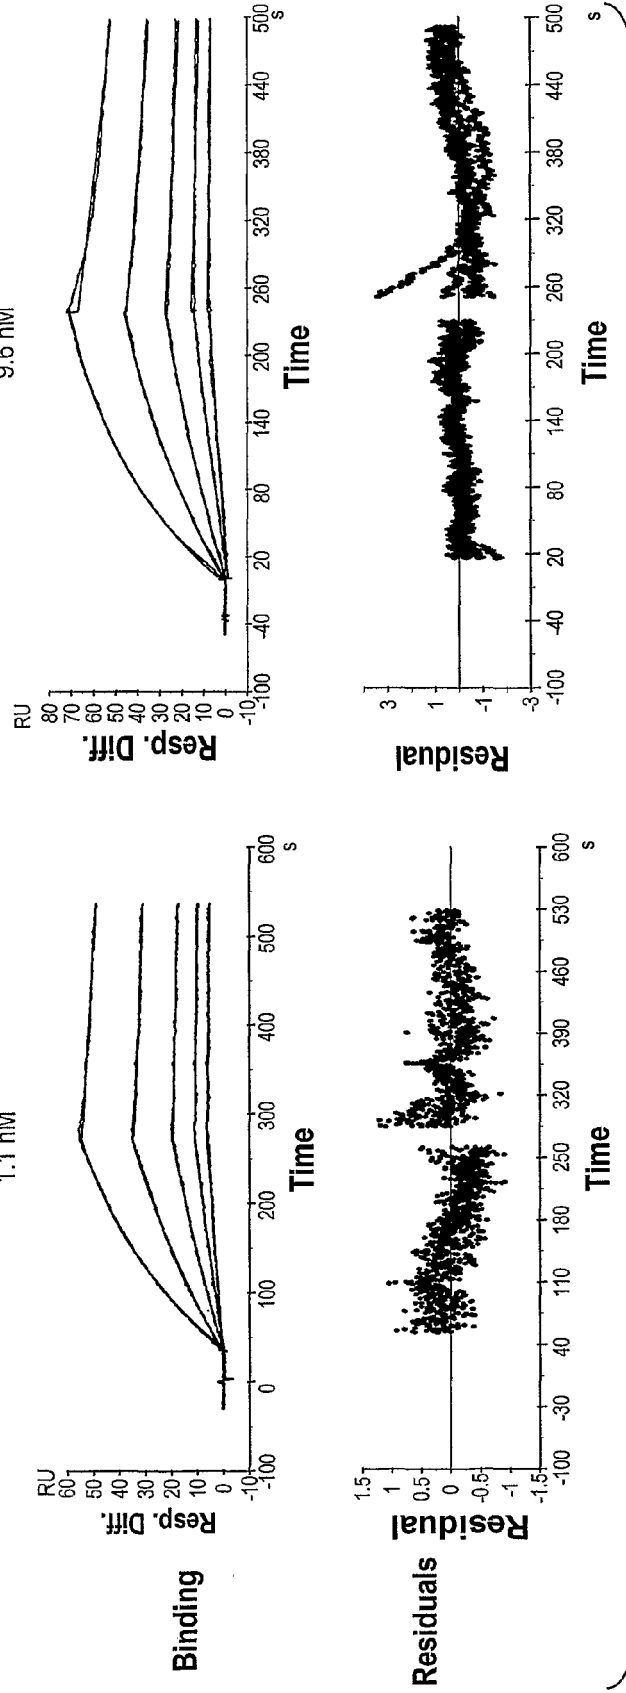 1.1 nM
9.6 nM
Binding
RU
60
50
40
30
20
10
0
-10
Resp. Diff.
-100 0 100 200 300 400 500 600
s
Time
RU
80
70
60
50
40
30
20
10
0
-10
Resp. Diff.
-100 -40 20 80 140 200 260 320 380 440 500
s
Time
Residuals
1.5
1
0.5
0
-0.5
-1
-1.5
Residual
-100 -30 40 110 180 250 320 390 460 530 600
s
Time
3
1
-1
-3
Residual
-100 -40 20 80 140 200 260 320 380 440 500
s
Time